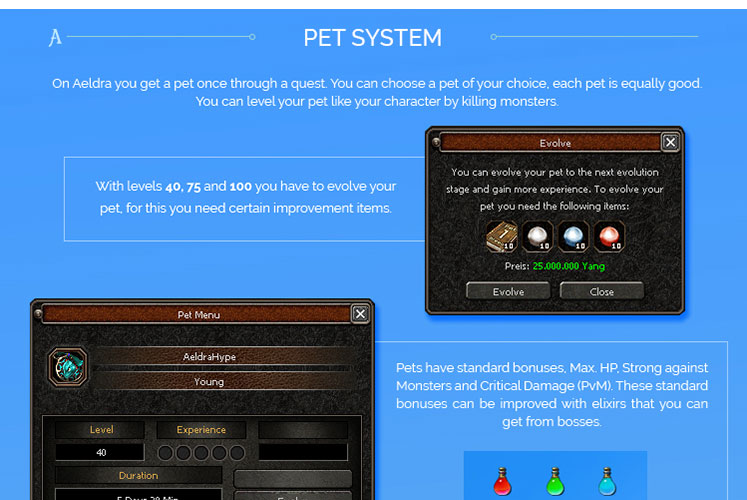 A
PET SYSTEM
On Aeldra you get a pet once through a quest. You can choose a pet of your choice, each pet is equally good.
You can level your pet like your character by killing monsters.
With levels 40, 75 and 100 you have to evolve your
pet, for this you need certain improvement items.
Evolve
You can evolve your pet to the next evolution
stage and gain more experience. To evolve your
pet you need the following items:
10 10 10 10
Preis: 25.000.000 Yang
Evolve Close
Pet Menu
AeldraHype
Young
Level Experience
40
Duration
Pets have standard bonuses, Max. HP, Strong against
Monsters and Critical Damage (PvM). These standard
bonuses can be improved with elixirs that you can
get from bosses.